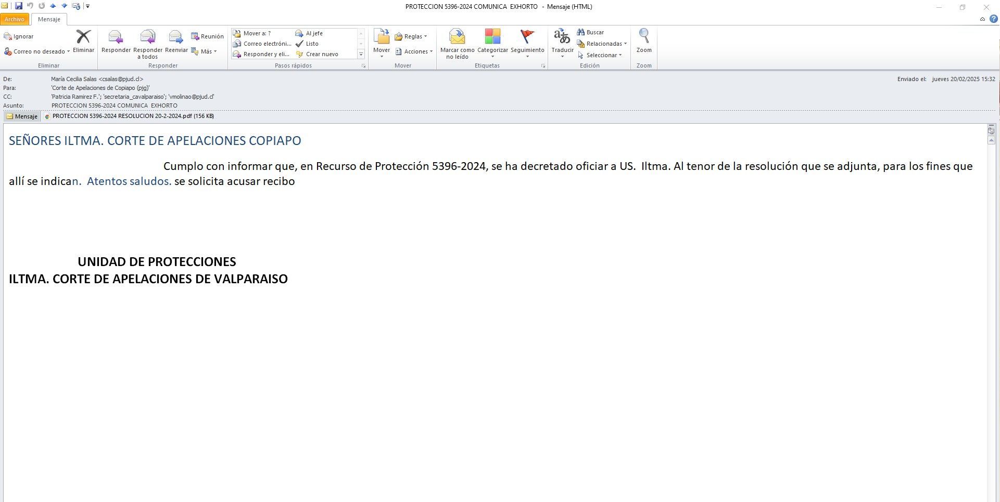 PROTECCION 5396-2024 COMUNICA  EXHORTO  -  Mensaje (HTML)
Archivo Mensaje
Ignorar
Correo no deseado
Eliminar
Eliminar
Responder
Responder a todos
Reenviar
Reunión
Más
Responder
Mover a: ?
Al jefe
Correo electróni...
Listo
Responder y eli...
Crear nuevo
Pasos rápidos
Mover
Reglas
Acciones
Mover
Marcar como no leído
Categorizar
Seguimiento
Etiquetas
Traducir
Buscar
Relacionadas
Seleccionar
Edición
Zoom
Zoom
De: María Cecilia Salas <csalas@pjud.cl>
Enviado el: jueves 20/02/2025 15:32
Para: 'Corte de Apelaciones de Copiapo (pjg)'
CC: 'Patricia Ramirez F.'; 'secretaria_cavalparaiso'; 'vmolinao@pjud.cl'
Asunto: PROTECCION 5396-2024 COMUNICA  EXHORTO
Mensaje PROTECCION 5396-2024 RESOLUCION 20-2-2024.pdf (156 KB)
SEÑORES ILTMA. CORTE DE APELACIONES COPIAPO
Cumplo con informar que, en Recurso de Protección 5396-2024, se ha decretado oficiar a US.  Iltma. Al tenor de la resolución que se adjunta, para los fines que
allí se indican.  Atentos saludos. se solicita acusar recibo
UNIDAD DE PROTECCIONES
ILTMA. CORTE DE APELACIONES DE VALPARAISO